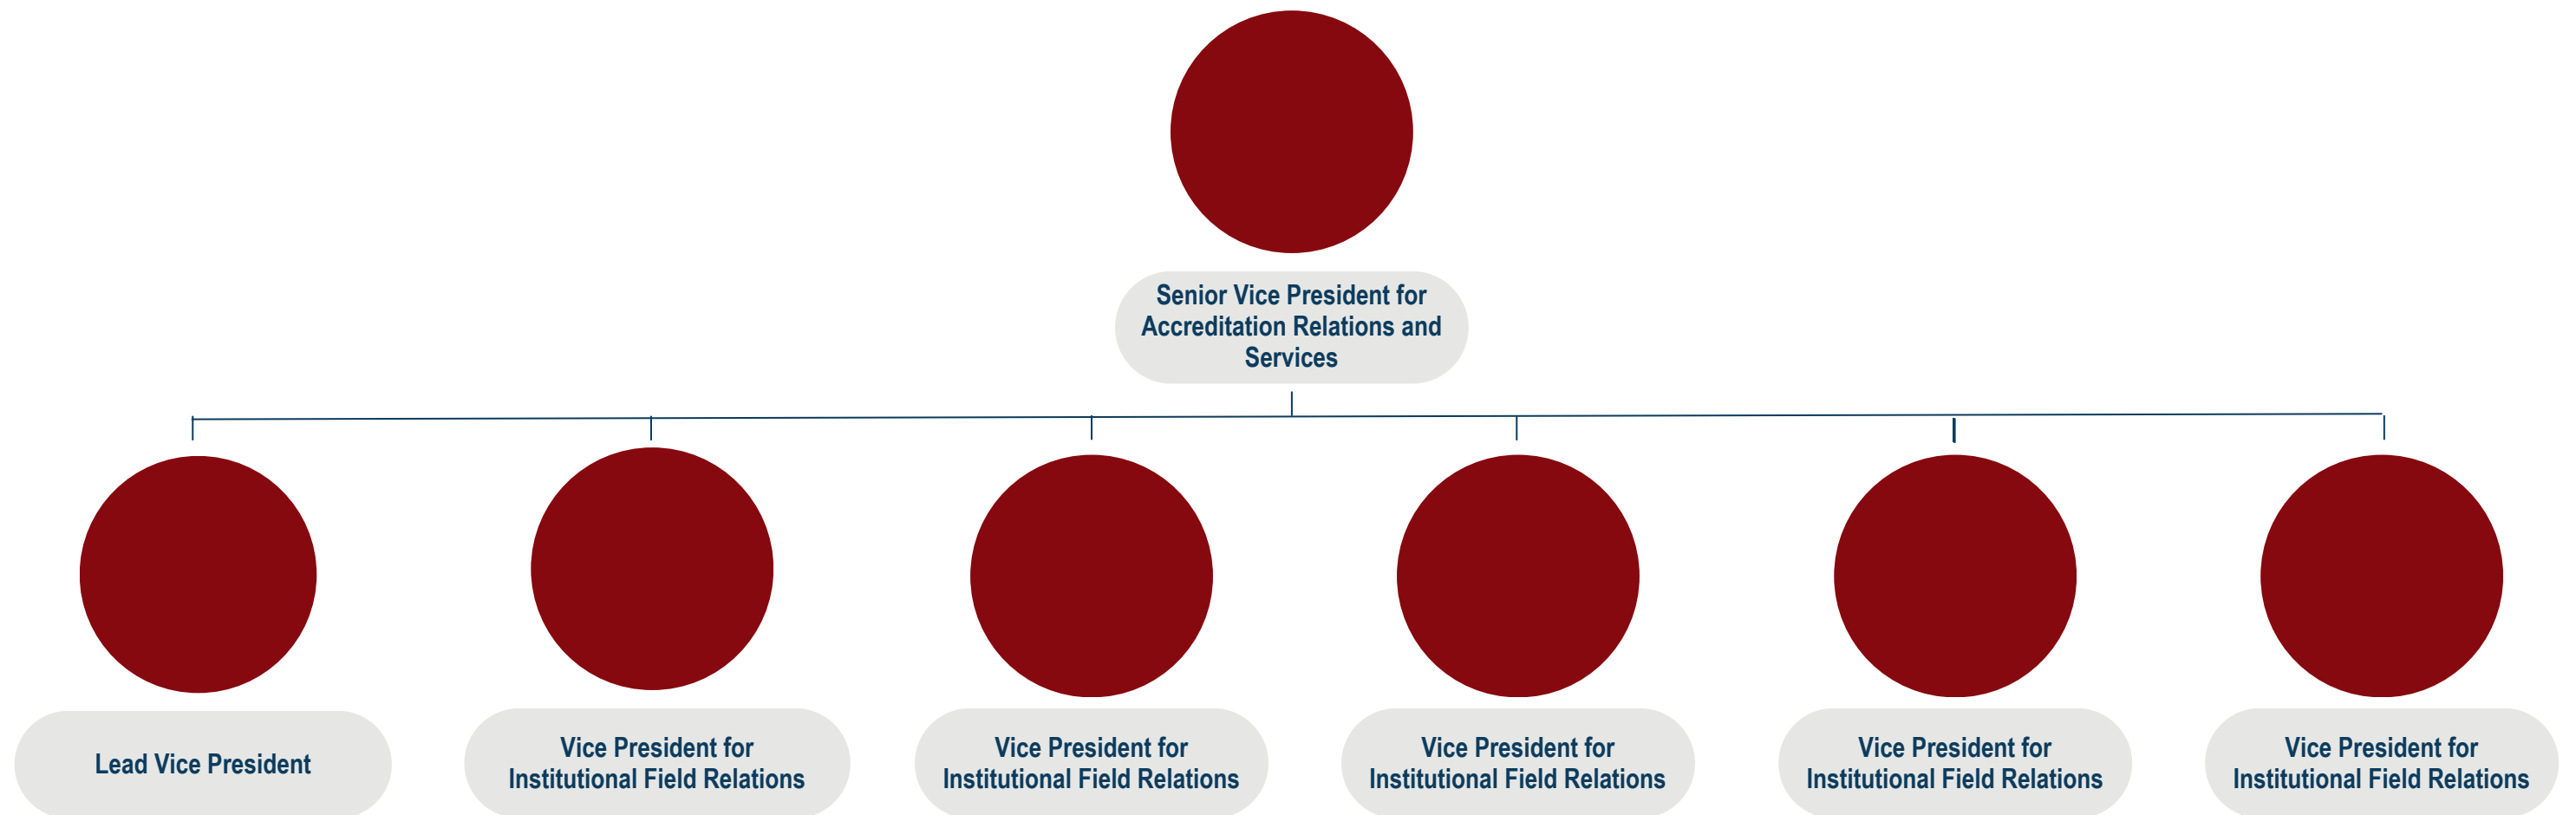 Senior Vice President for
Accreditation Relations and
Services
Lead Vice President
Vice President for
Institutional Field Relations
Vice President for
Institutional Field Relations
Vice President for
Institutional Field Relations
Vice President for
Institutional Field Relations
Vice President for
Institutional Field Relations